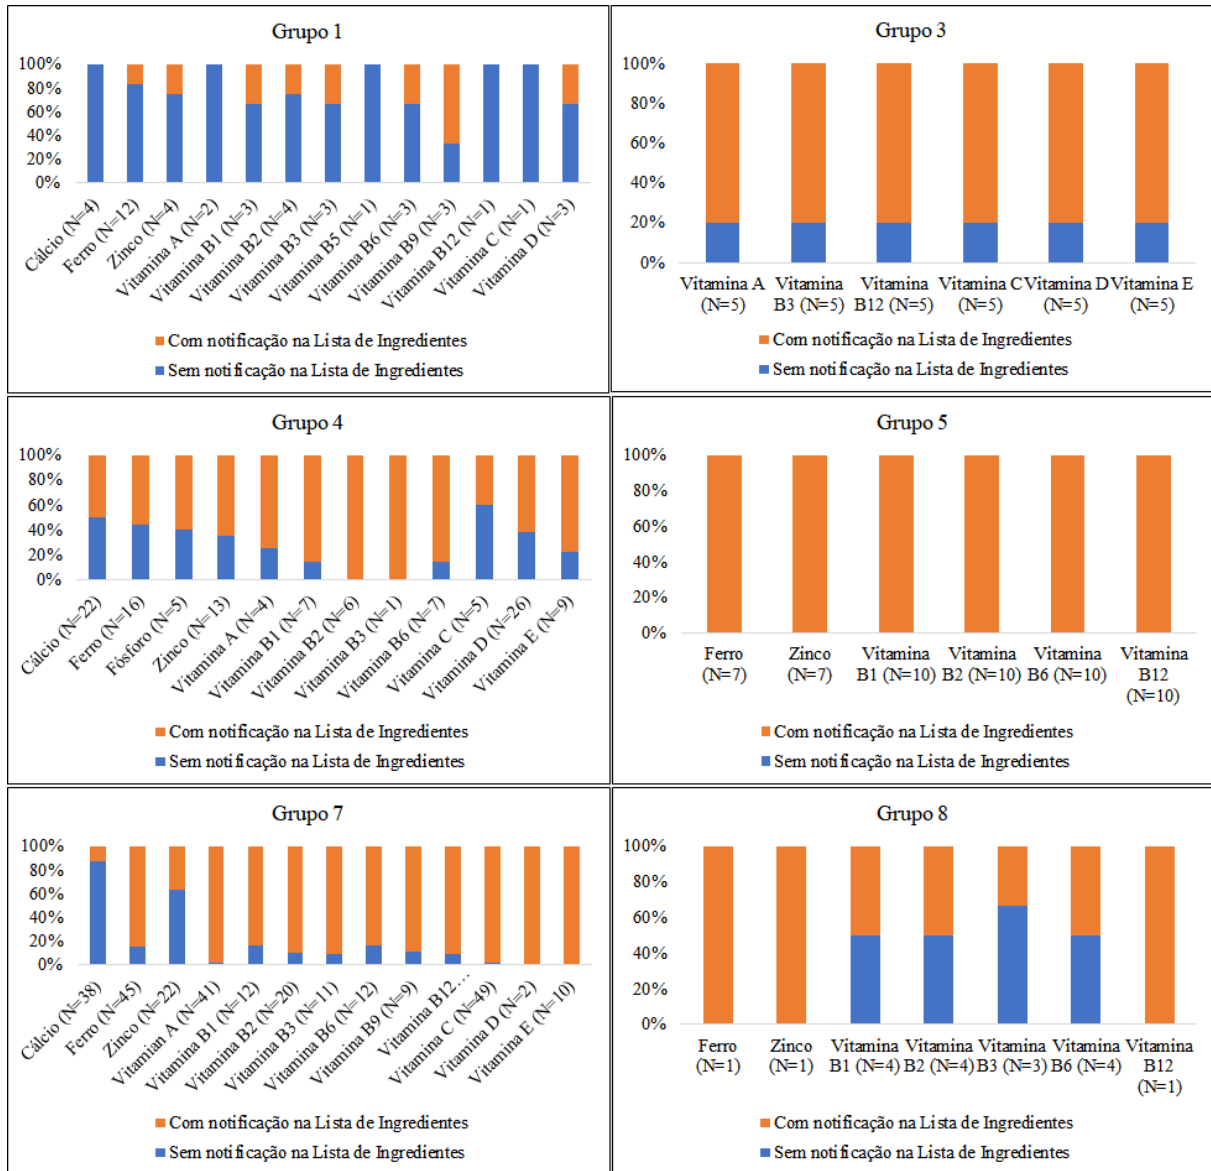 Grupo 1
100%
80%
60%
40%
20%
0%
Cálcio (N=4)
Ferro (N=12)
Zinco (N=4)
Vitamina A (N=2)
Vitamina B1 (N=3)
Vitamina B2 (N=4)
Vitamina B3 (N=3)
Vitamina B5 (N=1)
Vitamina B6 (N=3)
Vitamina B9 (N=3)
Vitamina B12 (N=1)
Vitamina C (N=1)
Vitamina D (N=3)
Com notificação na Lista de Ingredientes
Sem notificação na Lista de Ingredientes
Grupo 3
100%
80%
60%
40%
20%
0%
Vitamina A
(N=5)
Vitamina
B3 (N=5)
Vitamina
B12 (N=5)
Vitamina C
(N=5)
Vitamina D
(N=5)
Vitamina E
(N=5)
Com notificação na Lista de Ingredientes
Sem notificação na Lista de Ingredientes
Grupo 4
100%
80%
60%
40%
20%
0%
Cálcio (N=22)
Ferro (N=16)
Fósforo (N=5)
Zinco (N=13)
Vitamina A (N=4)
Vitamina B1 (N=7)
Vitamina B2 (N=6)
Vitamina B3 (N=1)
Vitamina B6 (N=7)
Vitamina C (N=5)
Vitamina D (N=26)
Vitamina E (N=9)
Com notificação na Lista de Ingredientes
Sem notificação na Lista de Ingredientes
Grupo 5
100%
80%
60%
40%
20%
0%
Ferro
(N=7)
Zinco
(N=7)
Vitamina
B1 (N=10)
Vitamina
B2 (N=10)
Vitamina
B6 (N=10)
Vitamina
B12
(N=10)
Com notificação na Lista de Ingredientes
Sem notificação na Lista de Ingredientes
Grupo 7
100%
80%
60%
40%
20%
0%
Cálcio (N=38)
Ferro (N=45)
Zinco (N=22)
Vitamian A (N=41)
Vitamina B1 (N=12)
Vitamina B2 (N=20)
Vitamina B3 (N=11)
Vitamina B6 (N=12)
Vitamina B9 (N=9)
Vitamina B12…
Vitamina C (N=49)
Vitamina D (N=2)
Vitamina E (N=10)
Com notificação na Lista de Ingredientes
Sem notificação na Lista de Ingredientes
Grupo 8
100%
80%
60%
40%
20%
0%
Ferro
(N=1)
Zinco
(N=1)
Vitamina
B1 (N=4)
Vitamina
B2 (N=4)
Vitamina
B3 (N=3)
Vitamina
B6 (N=4)
Vitamina
B12
(N=1)
Com notificação na Lista de Ingredientes
Sem notificação na Lista de Ingredientes